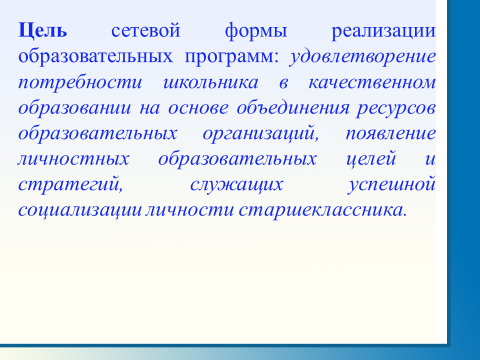 Цель сетевой формы реализации
образовательных программ: удовлетворение
потребности школьника в качественном
образовании на основе объединения ресурсов
образовательных организаций, появление
личностных образовательных целей и
стратегий, служащих успешной
социализации личности старшеклассника.